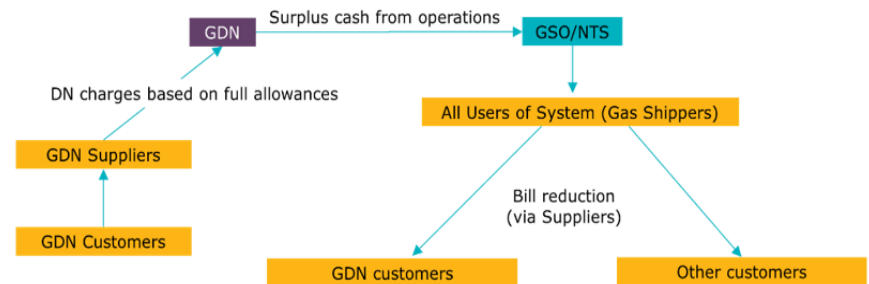 Surplus cash from operations
GDN
GSO/NTS
DN charges based on full allowances
All Users of System (Gas Shippers)
GDN Suppliers
Bill reduction
(via Suppliers)
GDN Customers
GDN customers
Other customers